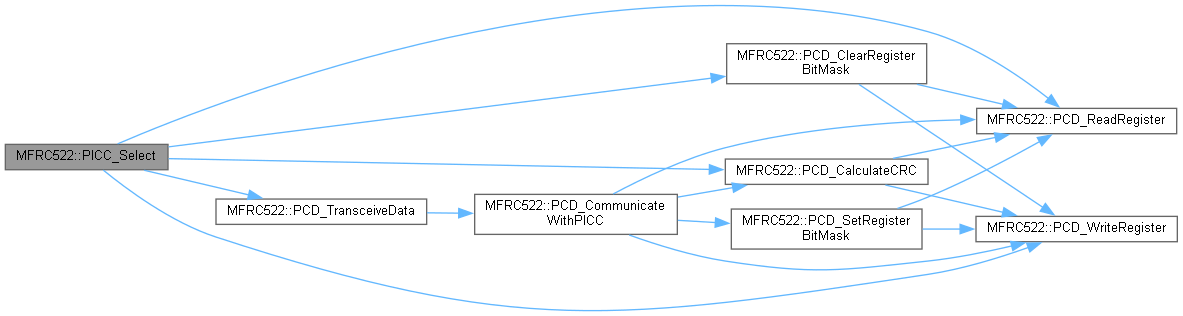 MFRC522::PICC_Select
MFRC522::PCD_TransceiveData
MFRC522::PCD_Communicate
WithPICC
MFRC522::PCD_ClearRegister
BitMask
MFRC522::PCD_CalculateCRC
MFRC522::PCD_SetRegister
BitMask
MFRC522::PCD_ReadRegister
MFRC522::PCD_WriteRegister